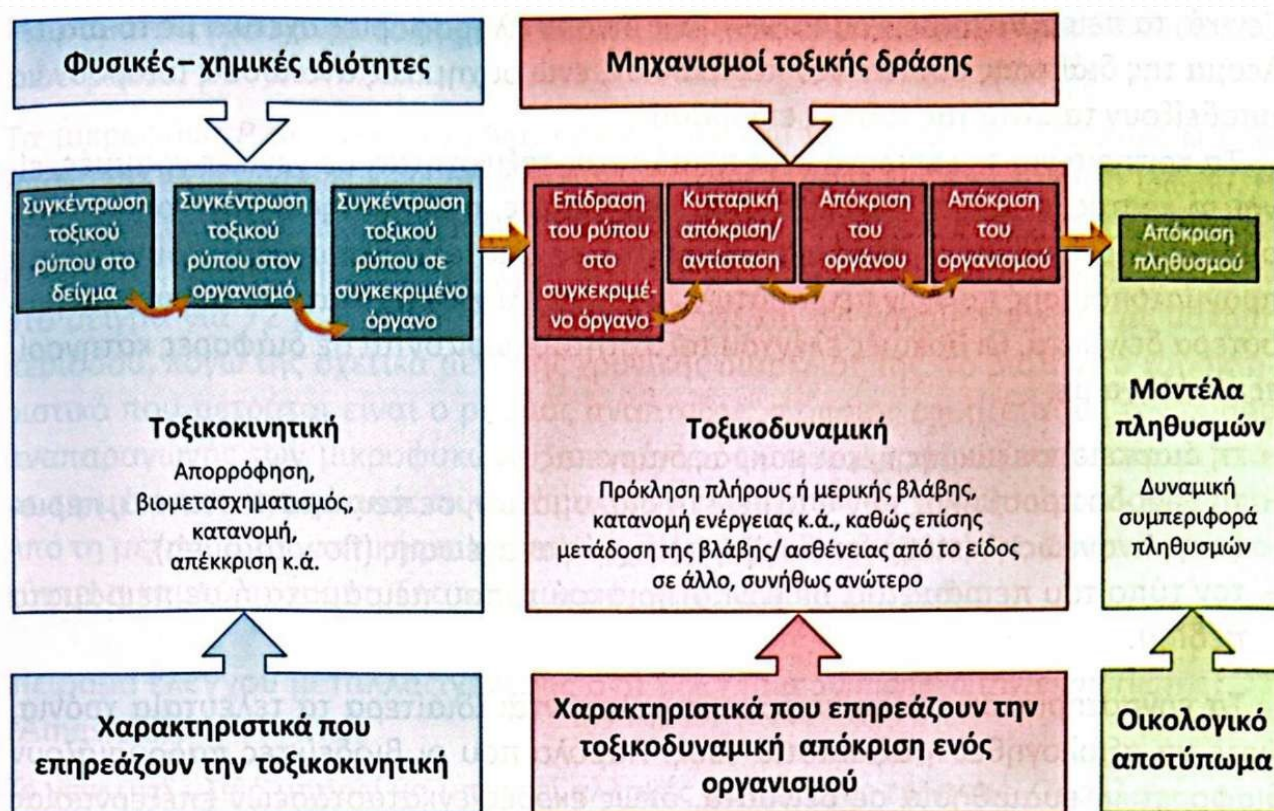 Φυσικές – χημικές ιδιότητες
Μηχανισμοί τοξικής δράσης
Συγκέντρωση
τοξικού
ρύπου στο
δείγμα
Συγκέντρωση
τοξικού
ρύπου στον
οργανισμό
Συγκέντρωση
τοξικού
ρύπου σε
συγκεκριμένο
όργανο
Επίδραση
του ρύπου
στο
συγκεκριμέ-
νο όργανο
Κυτταρική
απόκριση/
αντίσταση
Απόκριση
του
οργάνου
Απόκριση
του
οργανισμού
Απόκριση
πληθυσμού
Τοξικοκινητική
Απορρόφηση,
βιομετασχηματισμός,
κατανομή,
απέκκριση κ.ά.
Τοξικοδυναμική
Πρόκληση πλήρους ή μερικής βλάβης,
κατανομή ενέργειας κ.ά., καθώς επίσης
μετάδοση της βλάβης/ ασθένειας από το είδος
σε άλλο, συνήθως ανώτερο
Μοντέλα
πληθυσμών
Δυναμική
συμπεριφορά
πληθυσμών
Χαρακτηριστικά που
επηρεάζουν την τοξικοκινητική
Χαρακτηριστικά που επηρεάζουν την
τοξικοδυναμική απόκριση ενός
οργανισμού
Οικολογικό
αποτύπωμα